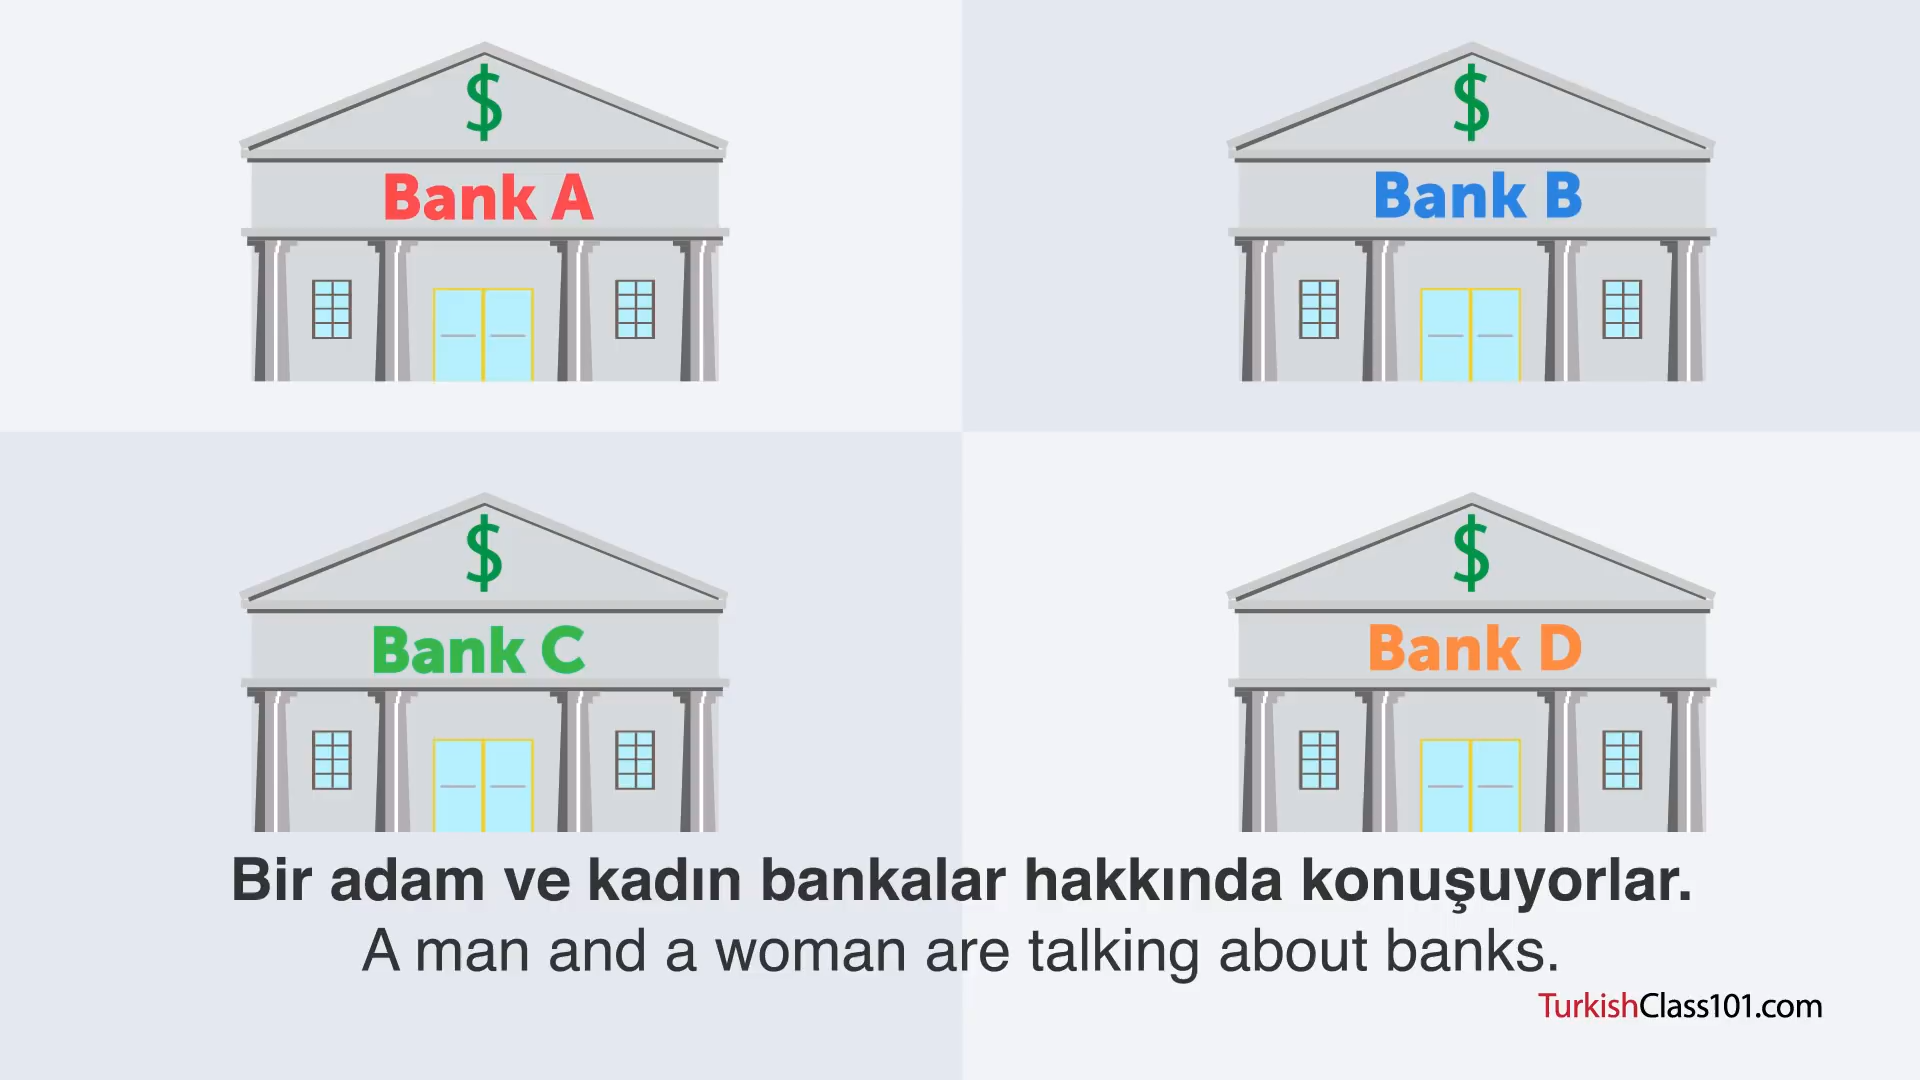 $
Bank A
$
Bank B
$
Bank C
$
Bank D
Bir adam ve kadın bankalar hakkında konuşuyorlar.
A man and a woman are talking about banks.
TurkishClass101.com